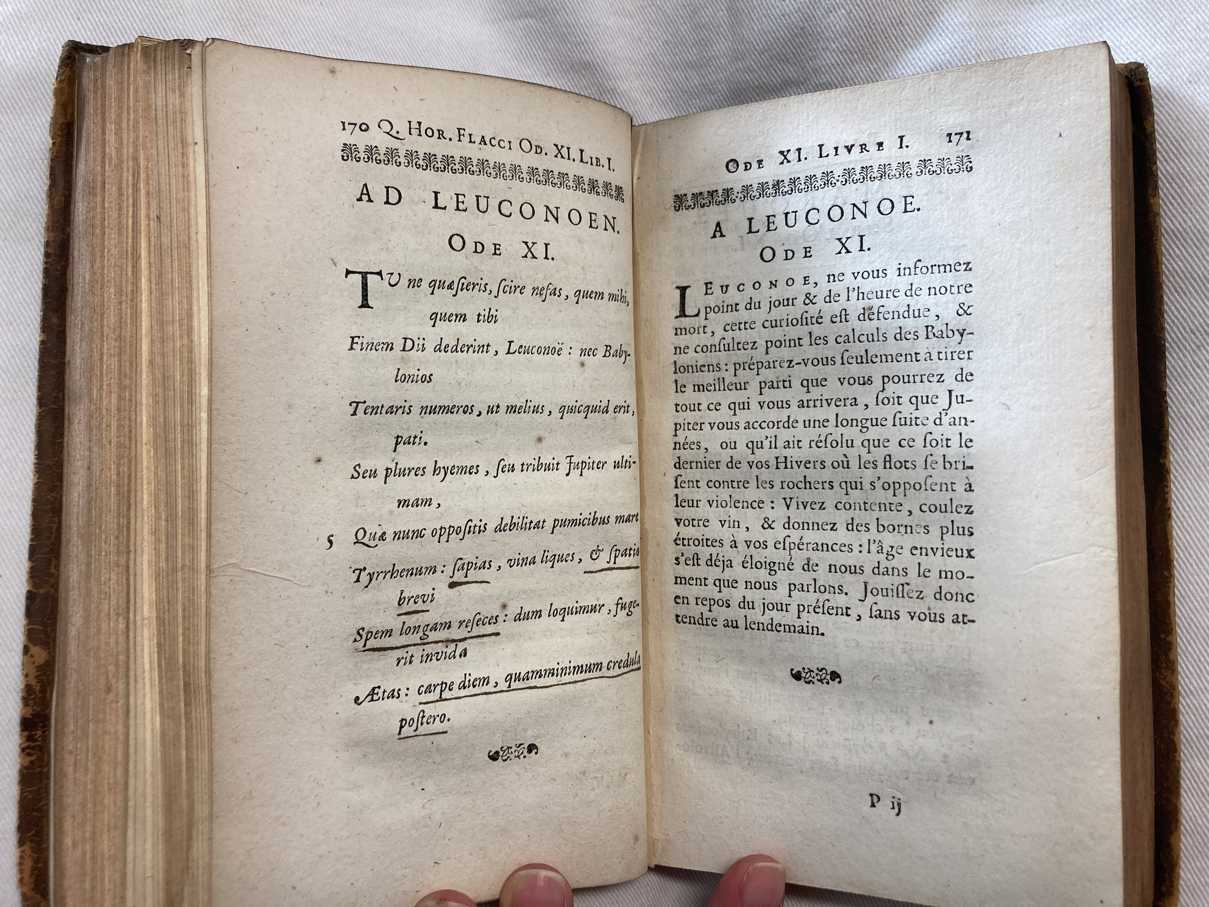 170 Q. HOR. FLACCI OD. XI. LIB. I.
AD LEUCONOEN.
ODE XI.
TU ne quæſieris, ſcire nefas, quem mihi,
quem tibi
Finem Dii dederint, Leuconoë: nec Baby-
lonios
Tentaris numeros, ut melius, quicquid erit,
pati.
Seu plures hyemes, ſeu tribuit Jupiter ulti-
mam,
5 Quæ nunc oppoſitis debilitat pumicibus mare
Tyrrhenum: ſapias, vina liques, & ſpatio
brevi
Spem longam reſeces: dum loquimur, fuge-
rit invida
Ætas: carpe diem, quamminimum credula
poſtero.
ODE XI. LIVRE I. 171
A LEUCONOE.
ODE XI.
LEUCONOE, ne vous informez
point du jour & de l'heure de notre
mort, cette curioſité eſt défendue, &
ne conſultez point les calculs des Baby-
loniens: préparez-vous ſeulement à tirer
le meilleur parti que vous pourrez de
tout ce qui vous arrivera, ſoit que Ju-
piter vous accorde une longue ſuite d'an-
nées, ou qu'il ait réſolu que ce ſoit le
dernier de vos Hivers où les flots ſe bri-
ſent contre les rochers qui s'oppoſent à
leur violence: Vivez contente, coulez
votre vin, & donnez des bornes plus
étroites à vos eſpérances: l'âge envieux
s'eſt déja éloigné de nous dans le mo-
ment que nous parlons. Jouiſſez donc
en repos du jour préſent, ſans vous at-
tendre au lendemain.
P ij